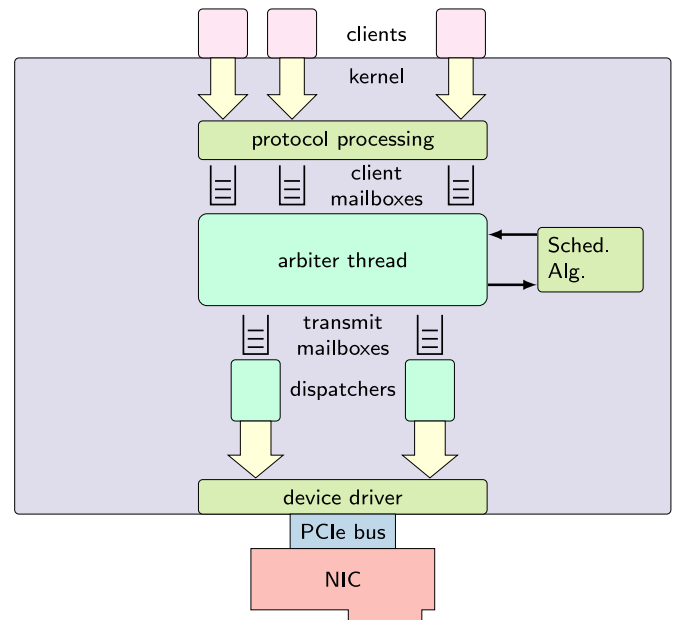 clients
kernel
protocol processing
client
mailboxes
arbiter thread
Sched.
Alg.
transmit
mailboxes
dispatchers
device driver
PCIe bus
NIC